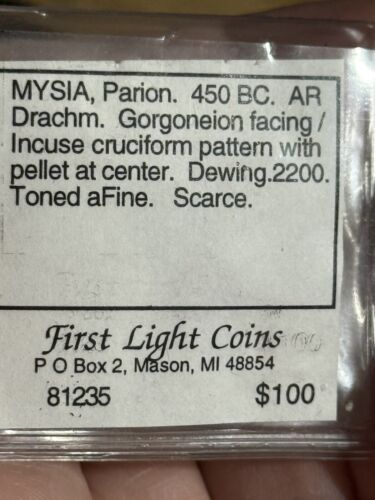 MYSIA, Parion. 450 BC. AR
Drachm. Gorgoneion facing /
Incuse cruciform pattern with
pellet at center. Dewing.2200.
Toned aFine. Scarce.
First Light Coins
P O Box 2, Mason, MI 48854
81235 $100